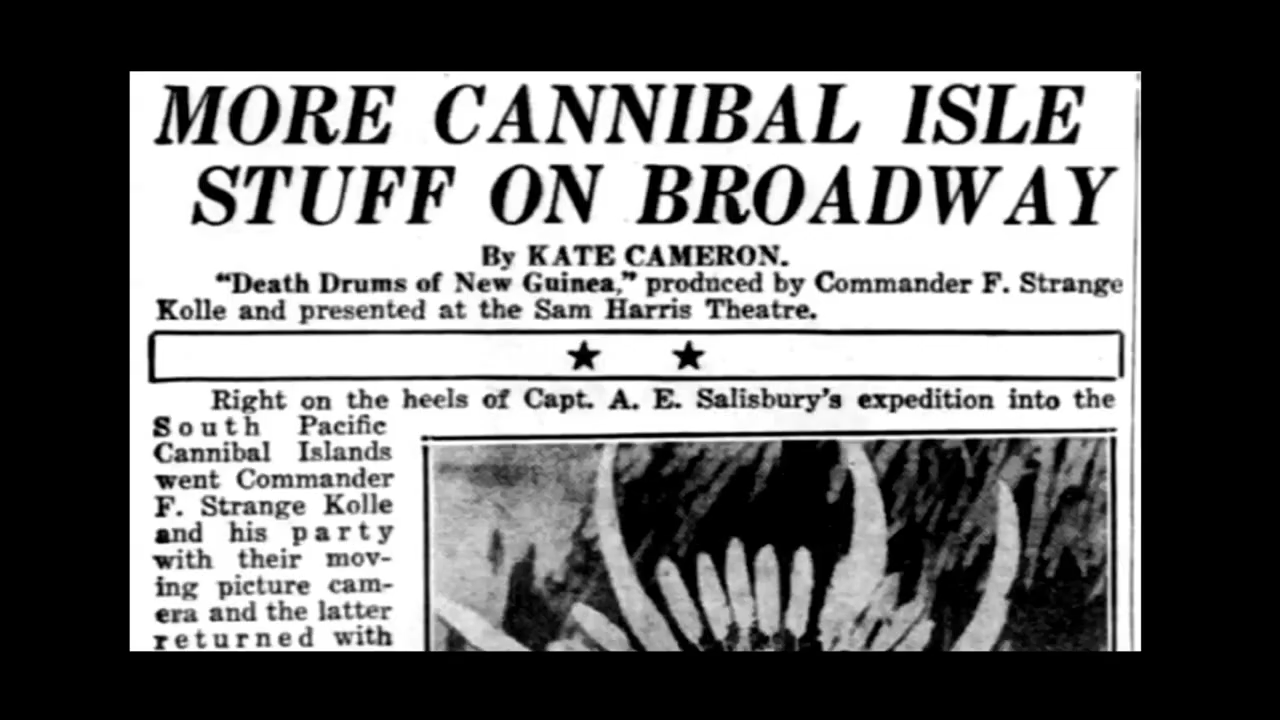 MORE CANNIBAL ISLE
STUFF ON BROADWAY
By KATE CAMERON.
"Death Drums of New Guinea," produced by Commander F. Strange
Kolle and presented at the Sam Harris Theatre.
★ ★
Right on the heels of Capt. A. E. Salisbury's expedition into the
South Pacific
Cannibal Islands
went Commander
F. Strange Kolle
and his party
with their mov-
ing picture cam-
era and the latter
returned with